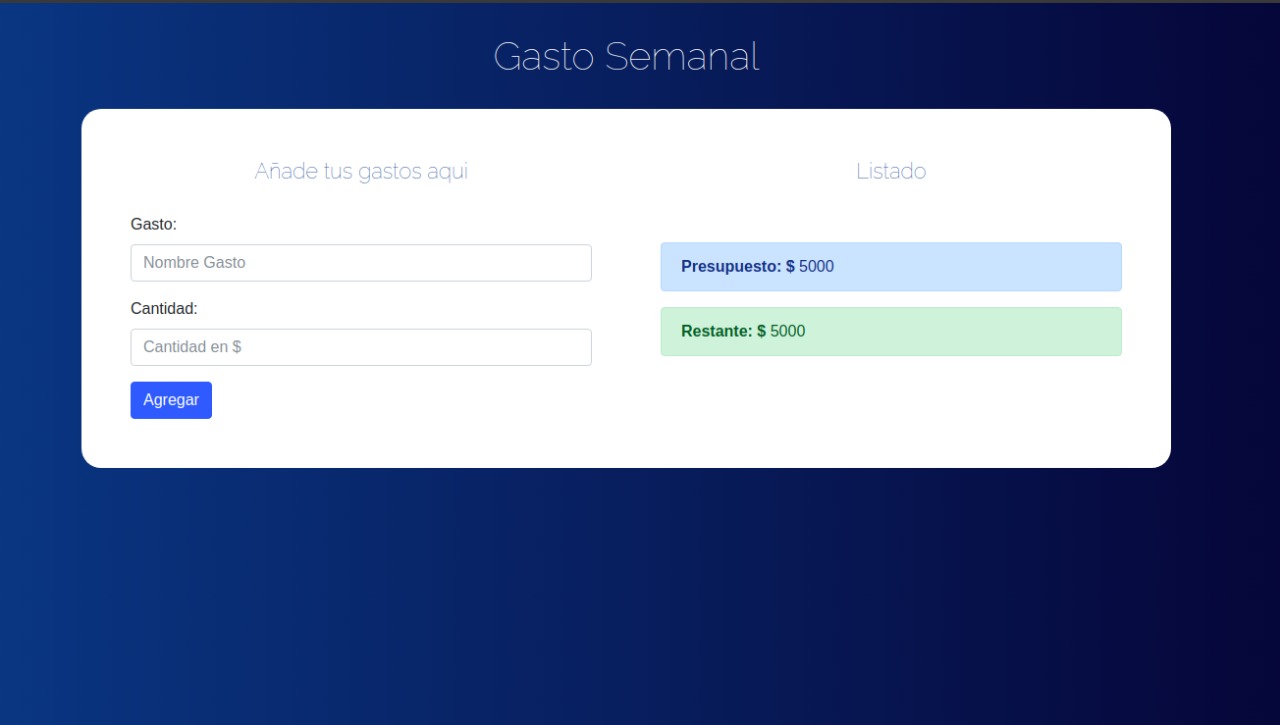 Gasto Semanal
Añade tus gastos aqui
Gasto:
Nombre Gasto
Cantidad:
Cantidad en $
Agregar
Listado
Presupuesto: $ 5000
Restante: $ 5000